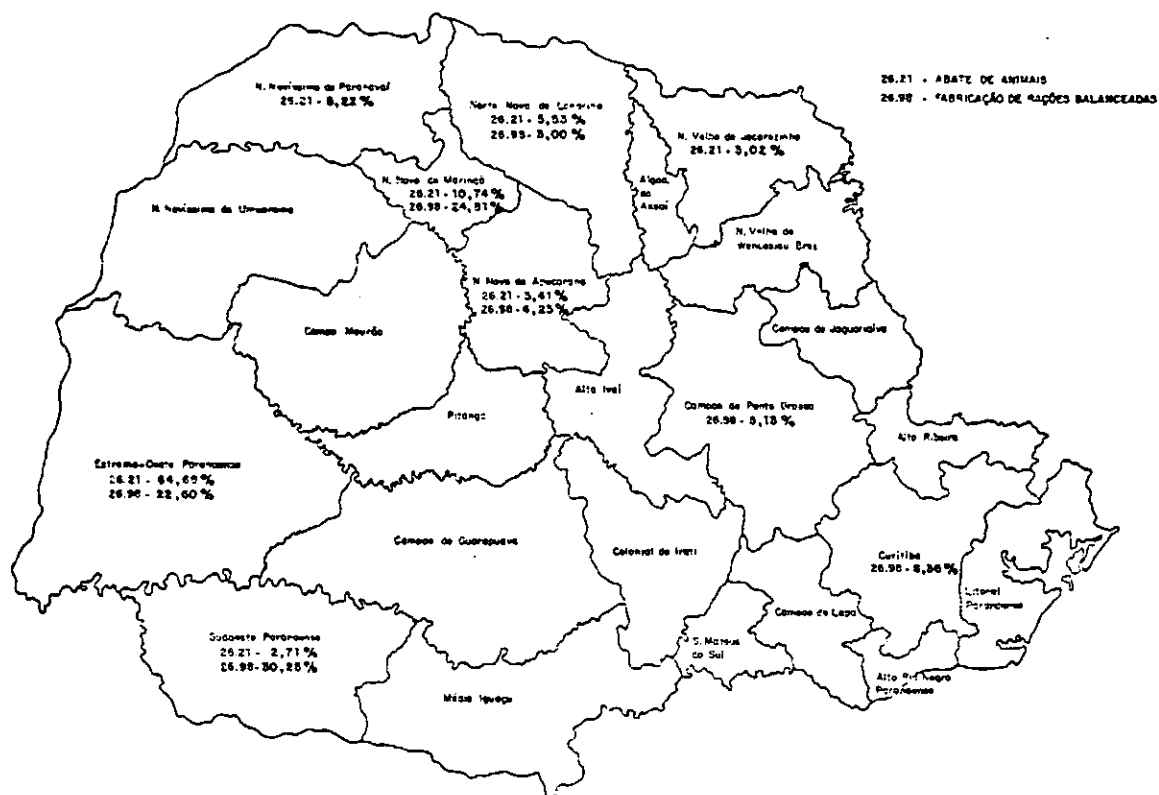 26.21 - ABATE DE ANIMAIS
26.98 - FABRICAÇÃO DE RAÇÕES BALANCEADAS
N. Novíssimo de Paranavaí
26.21 - 5,22 %
Norte Novo de Londrina
26.21 - 5,53 %
26.98 - 3,00 %
N. Velho de Jacarezinho
26.21 - 3,02 %
N. Novo de Maringá
26.21 - 10,74 %
26.98 - 24,51 %
Algod.
de
Assaí
N. Novíssimo de Umuarama
N. Velho de
Wenceslau Braz
N. Novo de Apucarana
26.21 - 3,41 %
26.98 - 4,23 %
Campo Mourão
Campos de Jaguariaíva
Alto Ivaí
Campos de Ponta Grossa
26.98 - 5,13 %
Pitanga
Alto Ribeira
Extremo-Oeste Paranaense
26.21 - 64,69 %
26.98 - 22,60 %
Campos de Guarapuava
Colonial de Irati
Curitiba
26.98 - 8,36 %
Litoral
Paranaense
Campos da Lapa
Sudoeste Paranaense
26.21 - 2,71 %
26.98 - 30,25 %
S. Mateus
do Sul
Alto Rio Negro
Paranaense
Médio Iguaçu